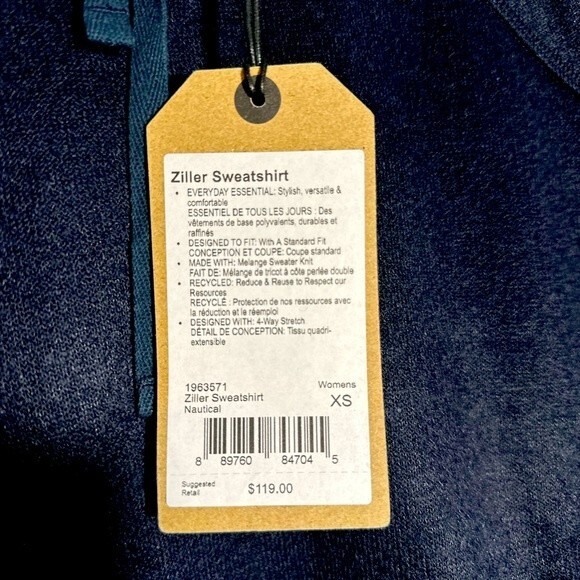 Ziller Sweatshirt
• EVERYDAY ESSENTIAL: Stylish, versatile &
comfortable
ESSENTIEL DE TOUS LES JOURS : Des
vêtements de base polyvalents, durables et
raffinés
• DESIGNED TO FIT: With A Standard Fit
CONCEPTION ET COUPE: Coupe standard
• MADE WITH: Melange Sweater Knit
FAIT DE: Mélange de tricot à côte perlée double
• RECYCLED: Reduce & Reuse to Respect our
Resources
RECYCLÉ : Protection de nos ressources avec
la réduction et le réemploi
• DESIGNED WITH: 4-Way Stretch
DÉTAIL DE CONCEPTION: Tissu quadri-
extensible
1963571 Womens
Ziller Sweatshirt XS
Nautical
8 89760 84704 5
Suggested
Retail $119.00